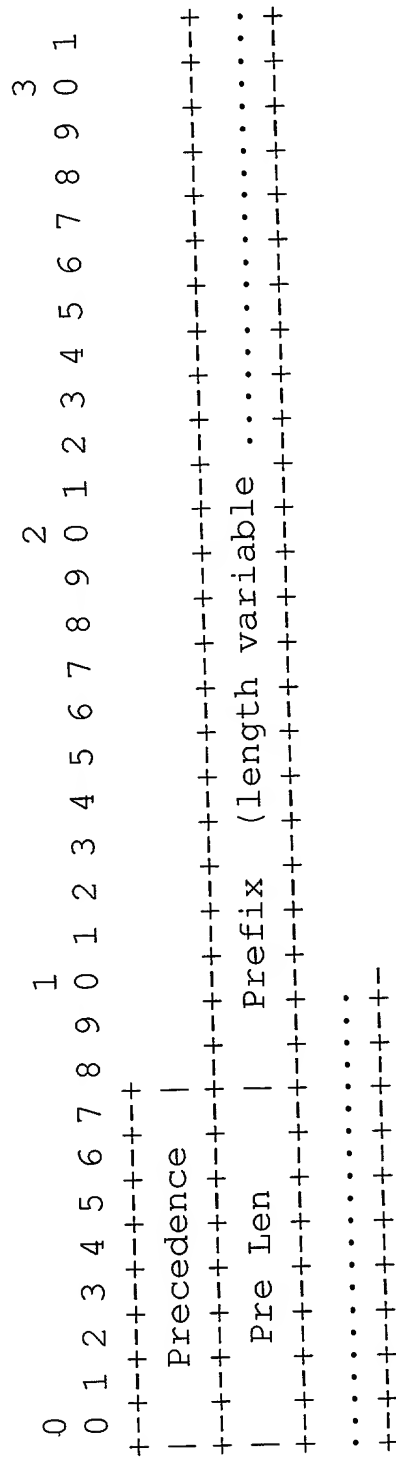 0                   1                   2                   3
0 1 2 3 4 5 6 7 8 9 0 1 2 3 4 5 6 7 8 9 0 1 2 3 4 5 6 7 8 9 0 1
+-+-+-+-+-+-+-+-+
| Precedence |
+-+-+-+-+-+-+-+-+-+-+-+-+-+-+-+-+-+-+-+-+-+-+-+-+-+-+-+-+-+-+-+-+
| Pre Len | Prefix (length variable ......................
+-+-+-+-+-+-+-+-+-+-+-+-+-+-+-+-+-+-+-+-+-+-+-+-+-+-+-+-+-+-+-+-+
.....................
+-+-+-+-+-+-+-+-+-+-+-